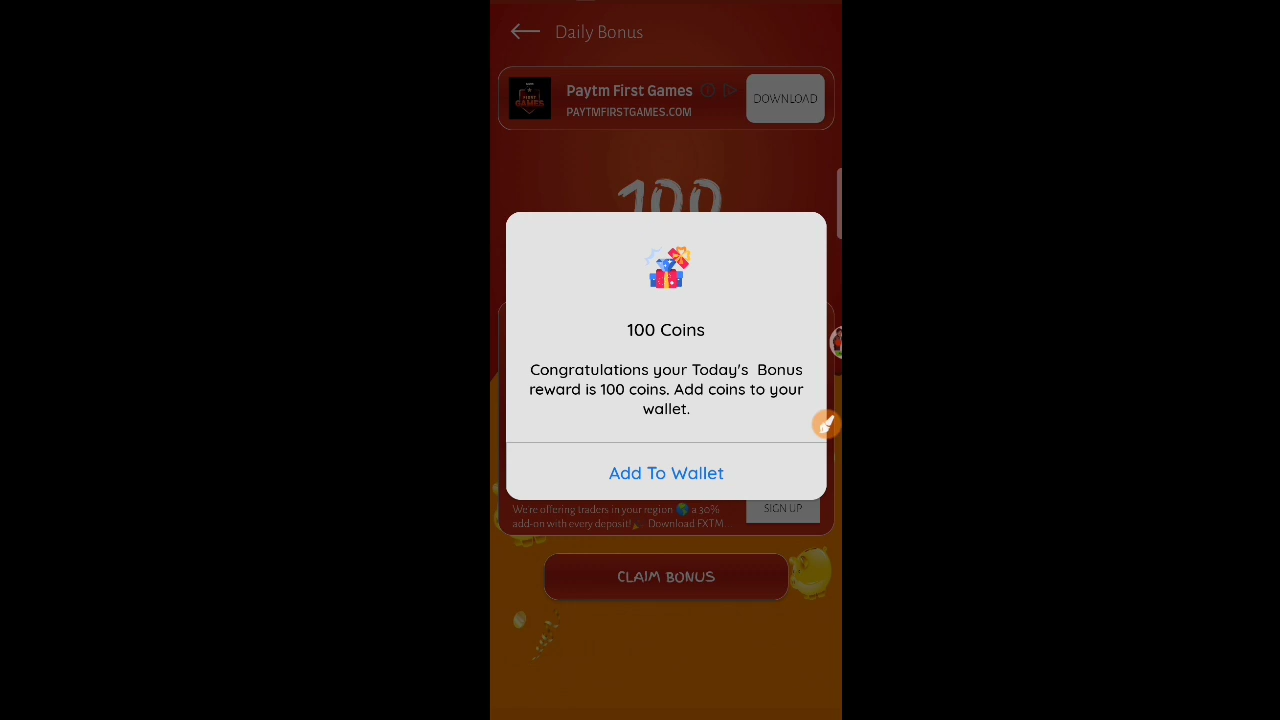 Daily Bonus
Paytm First Games
PAYTMFIRSTGAMES.COM
DOWNLOAD
100
100 Coins
Congratulations your Today's Bonus
reward is 100 coins. Add coins to your
wallet.
Add To Wallet
We're offering traders in your region 🌎 a 30%
add-on with every deposit! Download FXTM...
SIGN UP
CLAIM BONUS